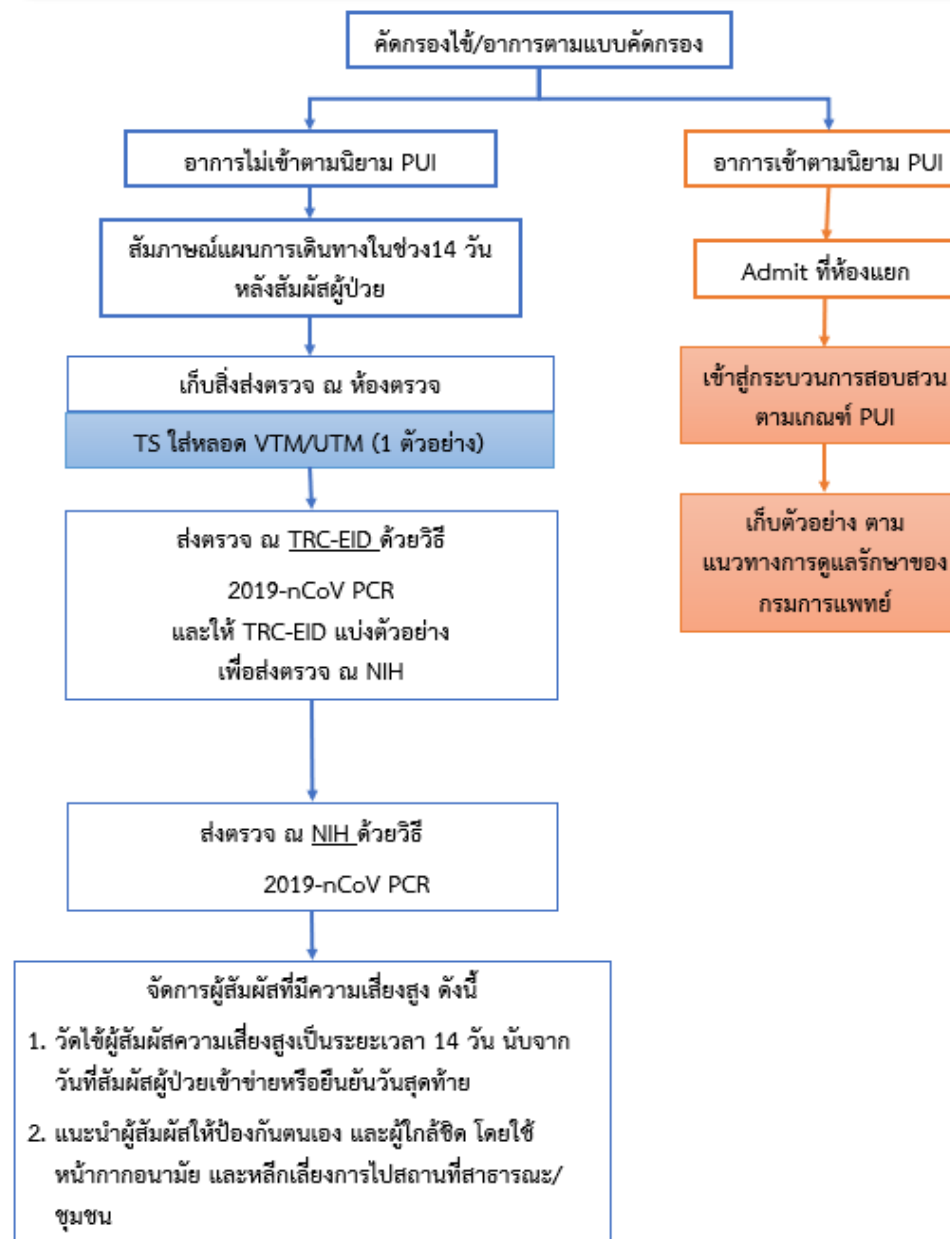 คัดกรองไข้/อาการตามแบบคัดกรอง
อาการไม่เข้าตามนิยาม PUI
สัมภาษณ์แผนการเดินทางในช่วง14 วัน
หลังสัมผัสผู้ป่วย
เก็บสิ่งส่งตรวจ ณ ห้องตรวจ
TS ใส่หลอด VTM/UTM (1 ตัวอย่าง)
ส่งตรวจ ณ TRC-EID ด้วยวิธี
2019-nCoV PCR
และให้ TRC-EID แบ่งตัวอย่าง
เพื่อส่งตรวจ ณ NIH
ส่งตรวจ ณ NIH ด้วยวิธี
2019-nCoV PCR
จัดการผู้สัมผัสที่มีความเสี่ยงสูง ดังนี้
1. วัดไข้ผู้สัมผัสความเสี่ยงสูงเป็นระยะเวลา 14 วัน นับจาก
วันที่สัมผัสผู้ป่วยเข้าข่ายหรือยืนยันวันสุดท้าย
2. แนะนำผู้สัมผัสให้ป้องกันตนเอง และผู้ใกล้ชิด โดยใช้
หน้ากากอนามัย และหลีกเลี่ยงการไปสถานที่สาธารณะ/
ชุมชน
อาการเข้าตามนิยาม PUI
Admit ที่ห้องแยก
เข้าสู่กระบวนการสอบสวน
ตามเกณฑ์ PUI
เก็บตัวอย่าง ตาม
แนวทางการดูแลรักษาของ
กรมการแพทย์